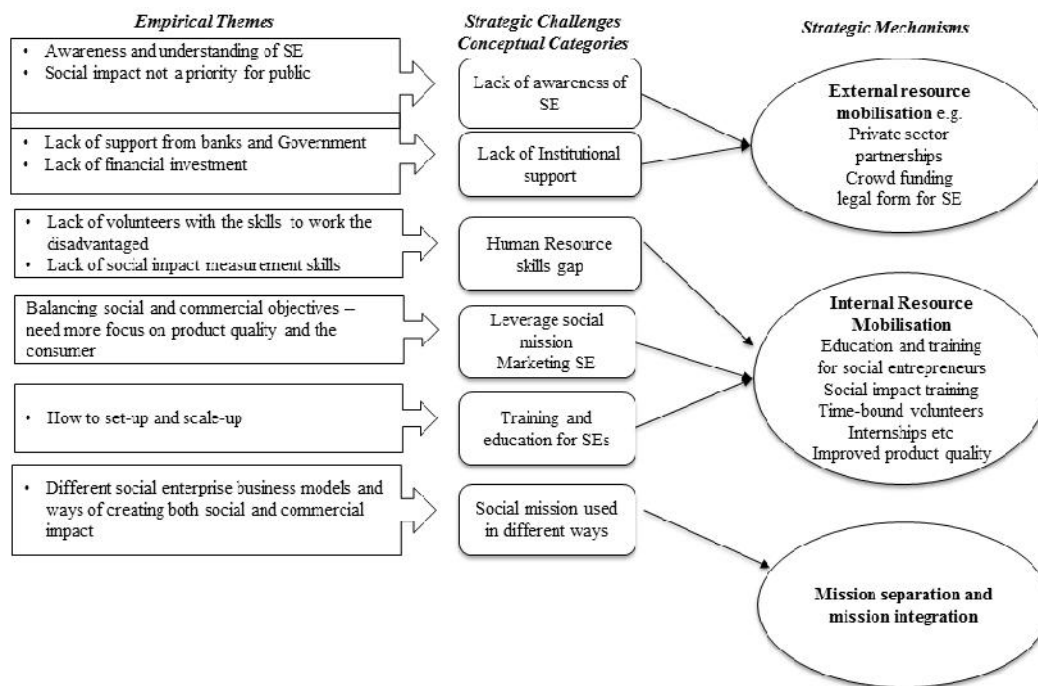 Empirical Themes
• Awareness and understanding of SE
• Social impact not a priority for public
• Lack of support from banks and Government
• Lack of financial investment
• Lack of volunteers with the skills to work the
disadvantaged
• Lack of social impact measurement skills
Balancing social and commercial objectives –
need more focus on product quality and the
consumer
• How to set-up and scale-up
• Different social enterprise business models and
ways of creating both social and commercial
impact
Strategic Challenges
Conceptual Categories
Lack of awareness of
SE
Lack of Institutional
support
Human Resource
skills gap
Leverage social
mission
Marketing SE
Training and
education for SEs
Social mission used
in different ways
Strategic Mechanisms
External resource
mobilisation e.g.
Private sector
partnerships
Crowd funding
legal form for SE
Internal Resource
Mobilisation
Education and training
for social entrepreneurs
Social impact training
Time-bound volunteers
Internships etc
Improved product quality
Mission separation and
mission integration